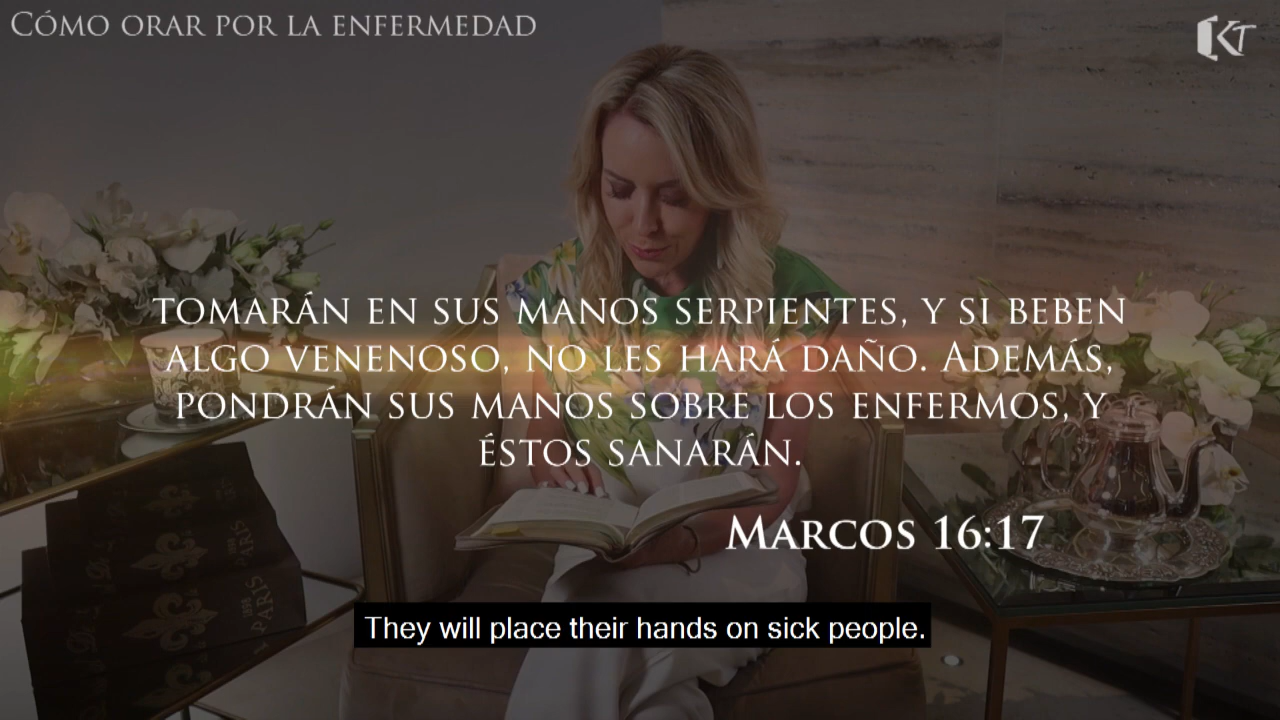 CÓMO ORAR POR LA ENFERMEDAD
KT
TOMARÁN EN SUS MANOS SERPIENTES, Y SI BEBEN
ALGO VENENOSO, NO LES HARÁ DAÑO. ADEMÁS,
PONDRÁN SUS MANOS SOBRE LOS ENFERMOS, Y
ÉSTOS SANARÁN.
MARCOS 16:17
PARIS
They will place their hands on sick people.